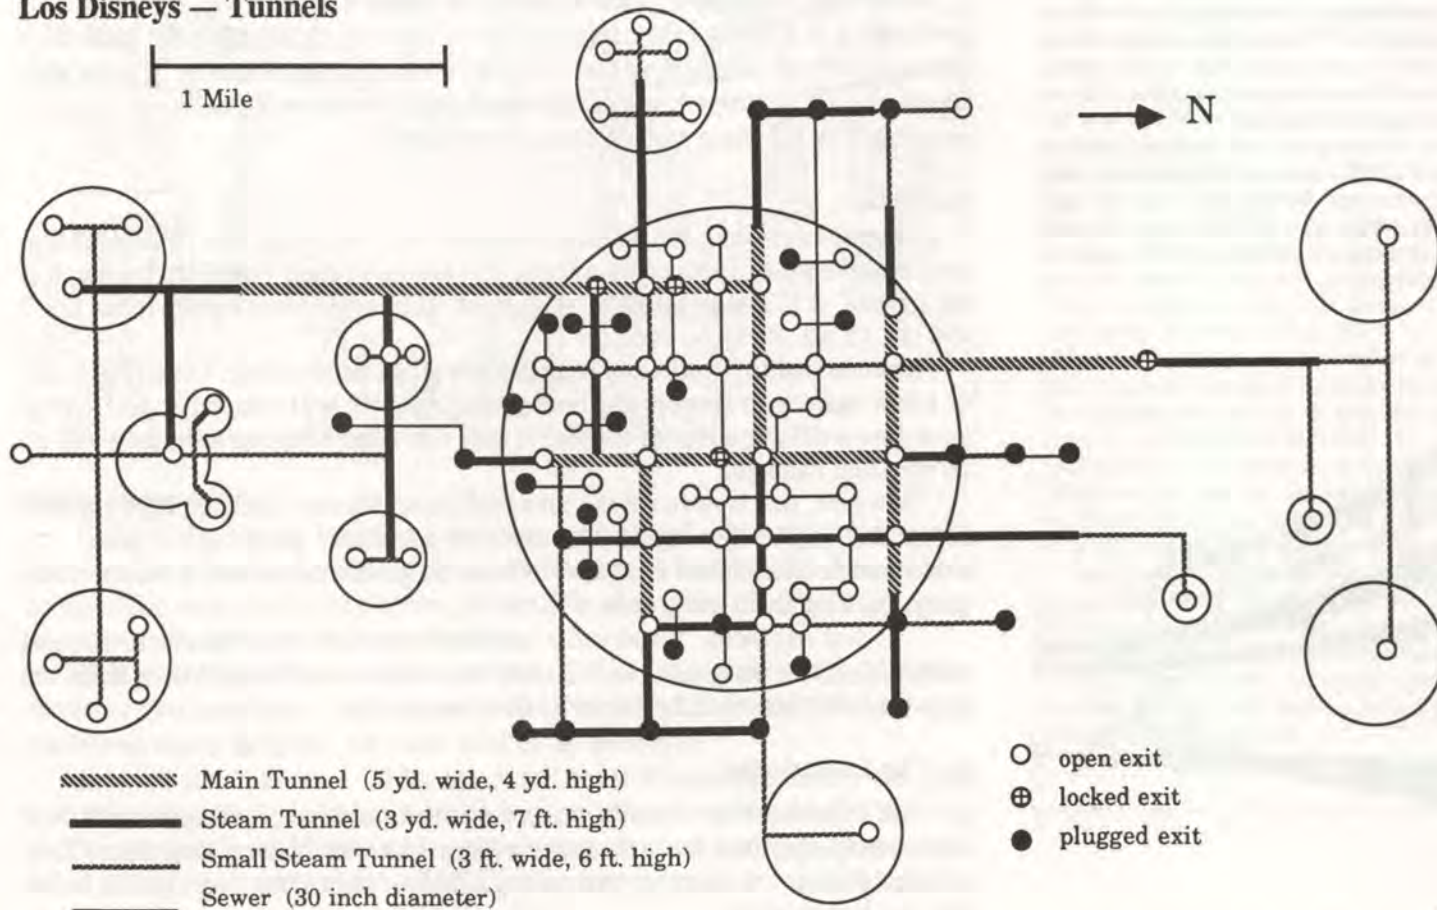 Los Disneys — Tunnels
1 Mile
N
Main Tunnel (5 yd. wide, 4 yd. high)
Steam Tunnel (3 yd. wide, 7 ft. high)
Small Steam Tunnel (3 ft. wide, 6 ft. high)
Sewer (30 inch diameter)
open exit
locked exit
plugged exit